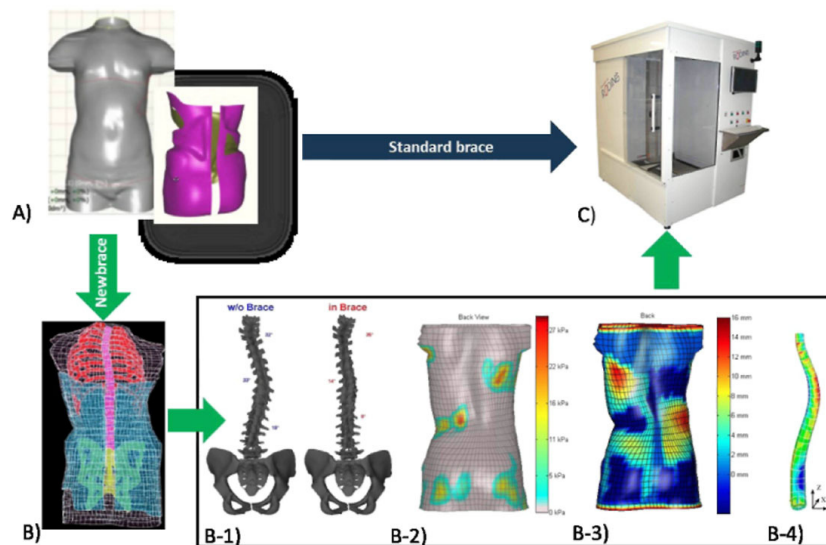 A)
Standard brace
C)
Newbrace
B)
w/o Brace
in Brace
B-1)
Back View
27 kPa
22 kPa
17 kPa
11 kPa
6 kPa
0 kPa
B-2)
Back
16 mm
14 mm
12 mm
10 mm
8 mm
6 mm
4 mm
2 mm
0 mm
B-3)
Z
X
B-4)